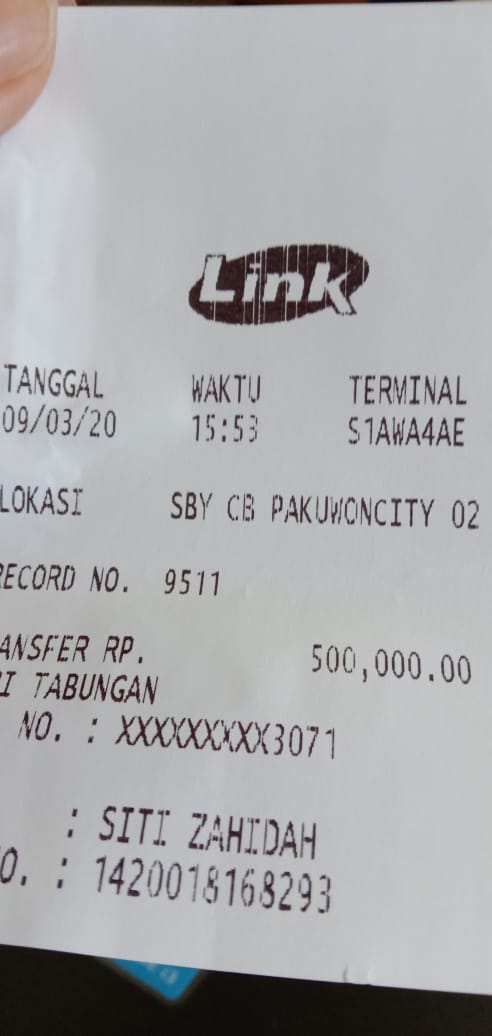 Link
TANGGAL WAKTU TERMINAL
09/03/20 15:53 S1AWA4AE
LOKASI SBY CB PAKUWONCITY 02
RECORD NO. 9511
ANSFER RP. 500,000.00
RI TABUNGAN
NO. : XXXXXXXXX3071
: SITI ZAHIDAH
O. : 1420018168293